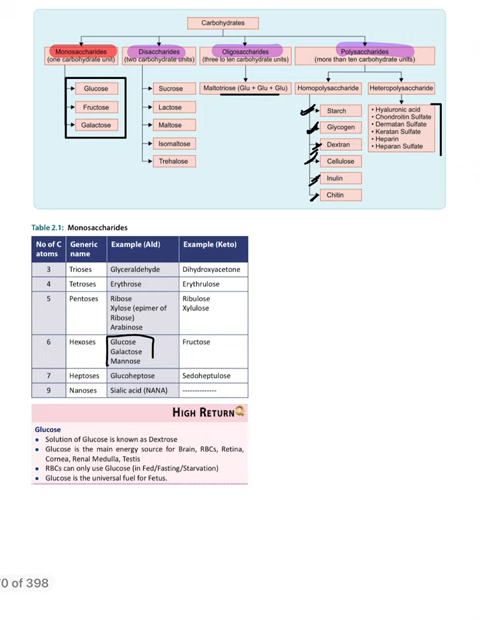 Carbohydrates
Monosaccharides
(one carbohydrate unit)
Disaccharides
(two carbohydrate units)
Oligosaccharides
(three to ten carbohydrate units)
Polysaccharides
(more than ten carbohydrate units)
Glucose
Fructose
Galactose
Sucrose
Lactose
Maltose
Isomaltose
Trehalose
Maltotriose (Glu + Glu + Glu)
Homopolysaccharide
Heteropolysaccharide
Starch
Glycogen
Dextran
Cellulose
Inulin
Chitin
• Hyaluronic acid
• Chondroitin Sulfate
• Dermatan Sulfate
• Keratan Sulfate
• Heparin
• Heparan Sulfate
Table 2.1: Monosaccharides
No of C atoms Generic name Example (Ald) Example (Keto)
3 Trioses Glyceraldehyde Dihydroxyacetone
4 Tetroses Erythrose Erythrulose
5 Pentoses Ribose Ribulose
Xylose (epimer of Xylulose
Ribose)
Arabinose
6 Hexoses Glucose Fructose
Galactose
Mannose
7 Heptoses Glucoheptose Sedoheptulose
9 Nanoses Sialic acid (NANA) --------------
HIGH RETURN
Glucose
• Solution of Glucose is known as Dextrose
• Glucose is the main energy source for Brain, RBCs, Retina,
Cornea, Renal Medulla, Testis
• RBCs can only use Glucose (in Fed/Fasting/Starvation)
• Glucose is the universal fuel for Fetus.
0 of 398